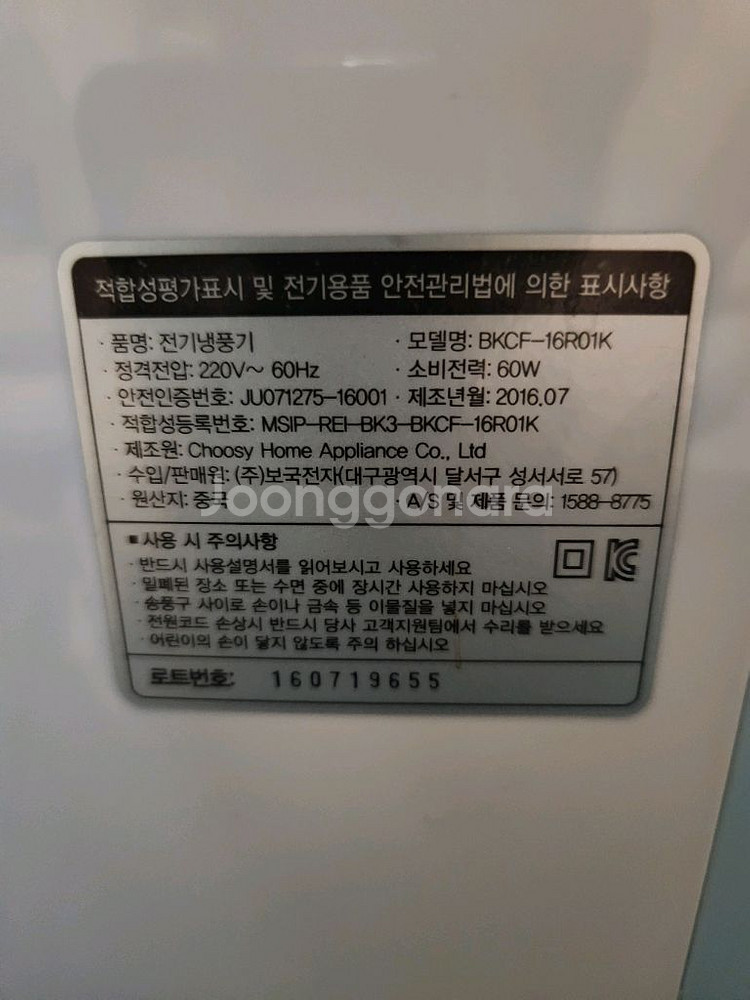 적합성평가표시 및 전기용품 안전관리법에 의한 표시사항
· 품명: 전기냉풍기 · 모델명: BKCF-16R01K
· 정격전압: 220V~ 60Hz · 소비전력: 60W
· 안전인증번호: JU071275-16001 · 제조년월: 2016.07
· 적합성등록번호: MSIP-REI-BK3-BKCF-16R01K
· 제조원: Choosy Home Appliance Co., Ltd
· 수입/판매원: (주)보국전자(대구광역시 달서구 성서서로 57)
· 원산지: 중국 · A/S 및 제품 문의: 1588-8775
Joonggonara
■ 사용 시 주의사항
· 반드시 사용설명서를 읽어보시고 사용하세요
· 밀폐된 장소 또는 수면 중에 장시간 사용하지 마십시오
· 송풍구 사이로 손이나 금속 등 이물질을 넣지 마십시오
· 전원코드 손상시 반드시 당사 고객지원팀에서 수리를 받으세요
· 어린이의 손이 닿지 않도록 주의 하십시오
로트번호: 160719655